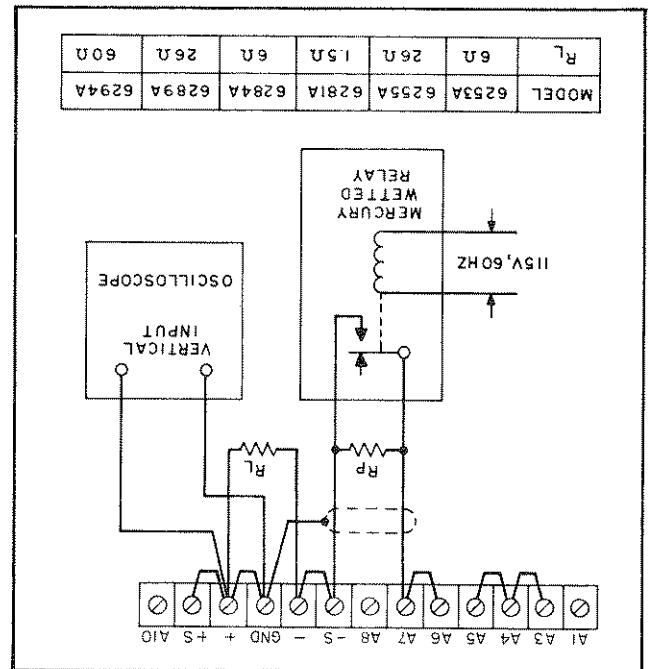 A1 A3 A4 A5 A6 A7 A8 -S - GND + +S A10
RP
RL
115V, 60HZ
MERCURY
WETTED
RELAY
VERTICAL
INPUT
OSCILLOSCOPE
MODEL 6253A 6255A 6281A 6284A 6289A 6294A
RL 6Ω 26Ω 1.5Ω 6Ω 26Ω 60Ω